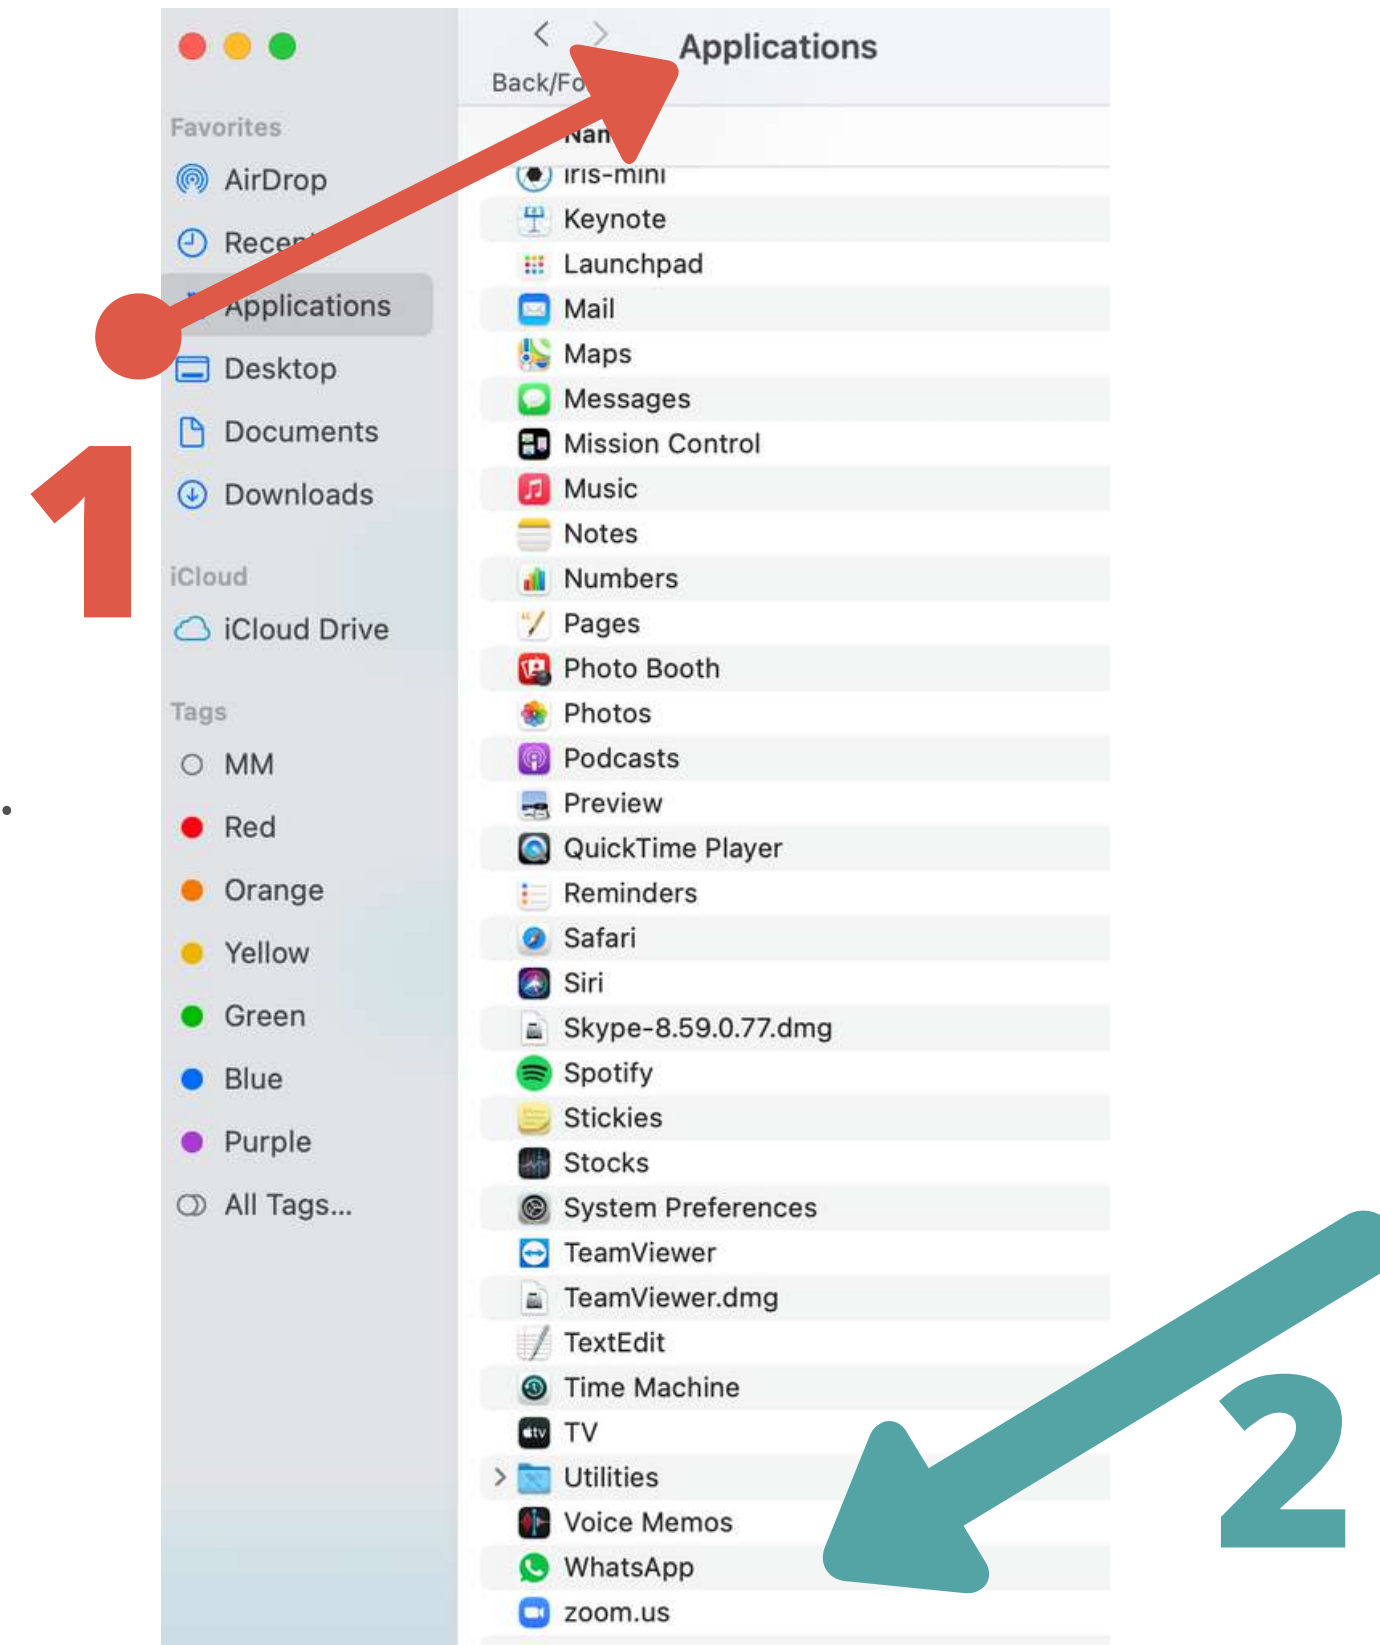 Applications
Back/Fo
Favorites
AirDrop
Recent
Applications
Desktop
Documents
Downloads
iCloud
iCloud Drive
Tags
MM
Red
Orange
Yellow
Green
Blue
Purple
All Tags...
Nam
iris-mini
Keynote
Launchpad
Mail
Maps
Messages
Mission Control
Music
Notes
Numbers
Pages
Photo Booth
Photos
Podcasts
Preview
QuickTime Player
Reminders
Safari
Siri
Skype-8.59.0.77.dmg
Spotify
Stickies
Stocks
System Preferences
TeamViewer
TeamViewer.dmg
TextEdit
Time Machine
tv TV
Utilities
Voice Memos
WhatsApp
zoom.us
1
2